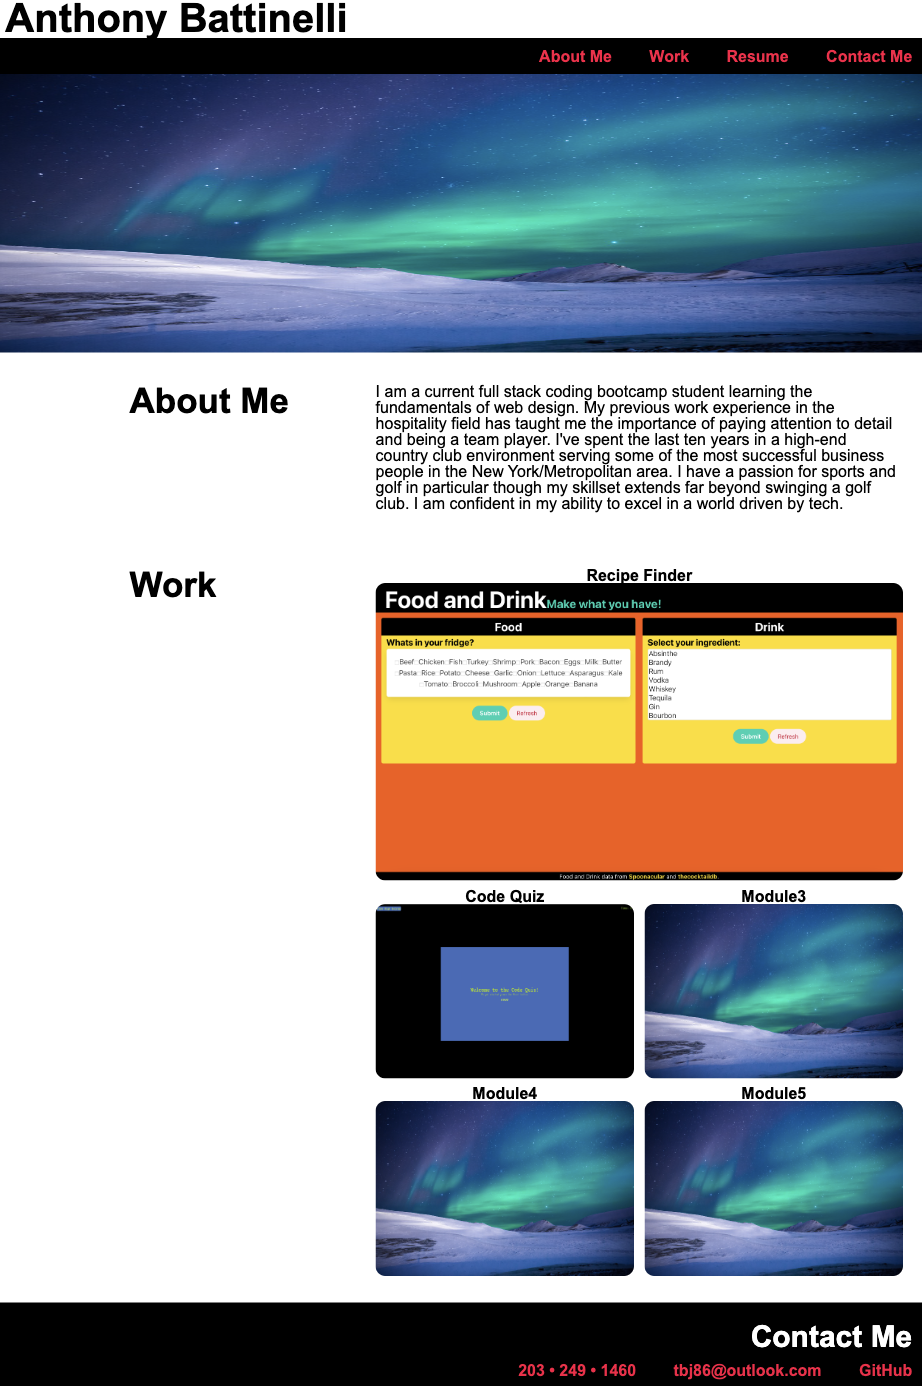 Anthony Battinelli
About Me Work Resume Contact Me
About Me
I am a current full stack coding bootcamp student learning the
fundamentals of web design. My previous work experience in the
hospitality field has taught me the importance of paying attention to detail
and being a team player. I've spent the last ten years in a high-end
country club environment serving some of the most successful business
people in the New York/Metropolitan area. I have a passion for sports and
golf in particular though my skillset extends far beyond swinging a golf
club. I am confident in my ability to excel in a world driven by tech.
Work
Recipe Finder
Food and Drink Make what you have!
Food
Whats in your fridge?
Beef Chicken Fish Turkey Shrimp Pork Bacon Eggs Milk Butter
Pasta Rice Potato Cheese Garlic Onion Lettuce Asparagus Kale
Tomato Broccoli Mushroom Apple Orange Banana
Submit Refresh
Drink
Select your ingredient:
Absinthe
Brandy
Rum
Vodka
Whiskey
Tequila
Gin
Bourbon
Submit Refresh
Food and Drink data from Spoonacular and thecocktaildb.
Code Quiz
Welcome to the Code Quiz!
Module3
Module4
Module5
Contact Me
203 • 249 • 1460 tbj86@outlook.com GitHub